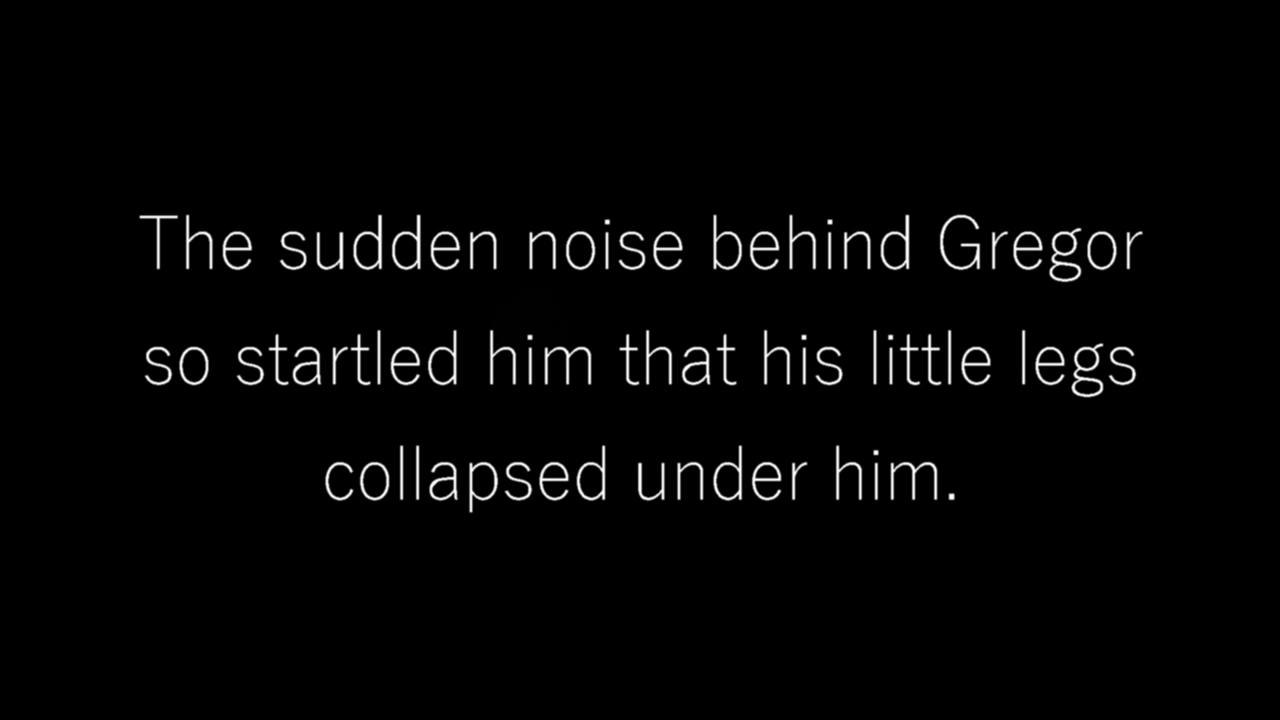 The sudden noise behind Gregor
so startled him that his little legs
collapsed under him.